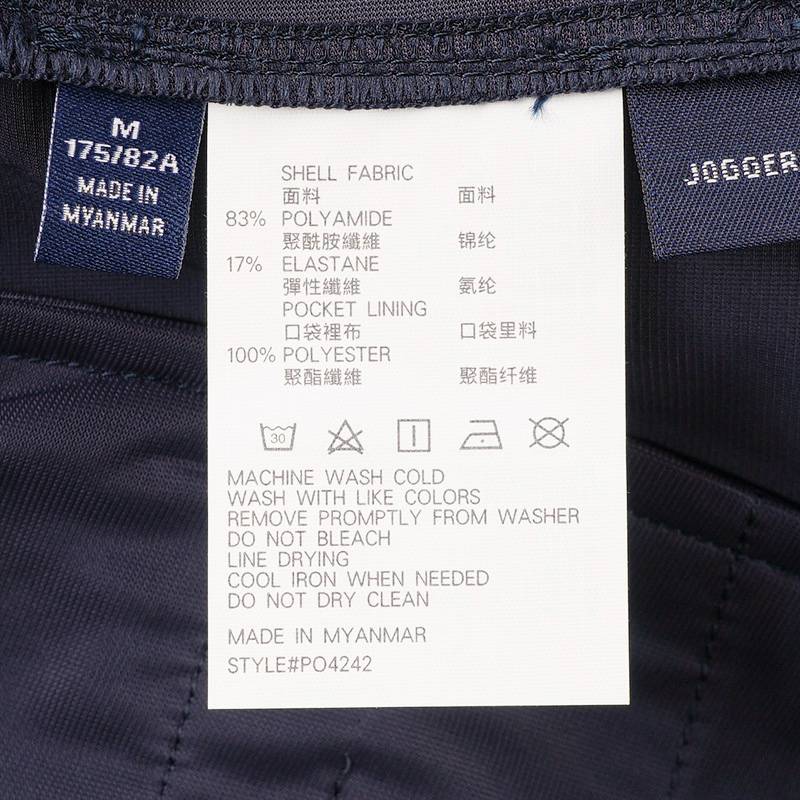 M
175/82A
MADE IN
MYANMAR
JOGGER
SHELL FABRIC
面料 面料
83% POLYAMIDE
聚酰胺纖維 锦纶
17% ELASTANE
彈性纖維 氨纶
POCKET LINING
口袋裡布 口袋里料
100% POLYESTER
聚酯纖維 聚酯纤维
30
MACHINE WASH COLD
WASH WITH LIKE COLORS
REMOVE PROMPTLY FROM WASHER
DO NOT BLEACH
LINE DRYING
COOL IRON WHEN NEEDED
DO NOT DRY CLEAN
MADE IN MYANMAR
STYLE#PO4242